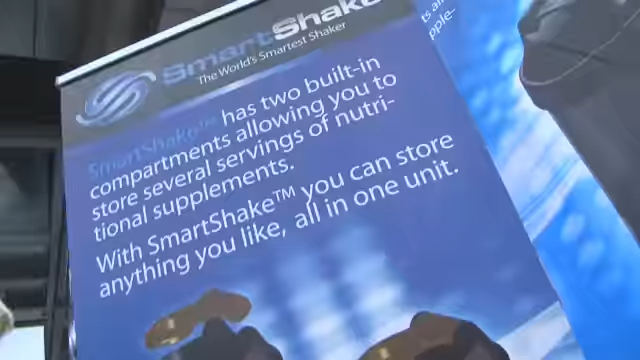 SmartShake
The World's Smartest Shaker
SmartShake™ has two built-in
compartments allowing you to
store several servings of nutri-
tional supplements.
With SmartShake™ you can store
anything you like, all in one unit.
pple-